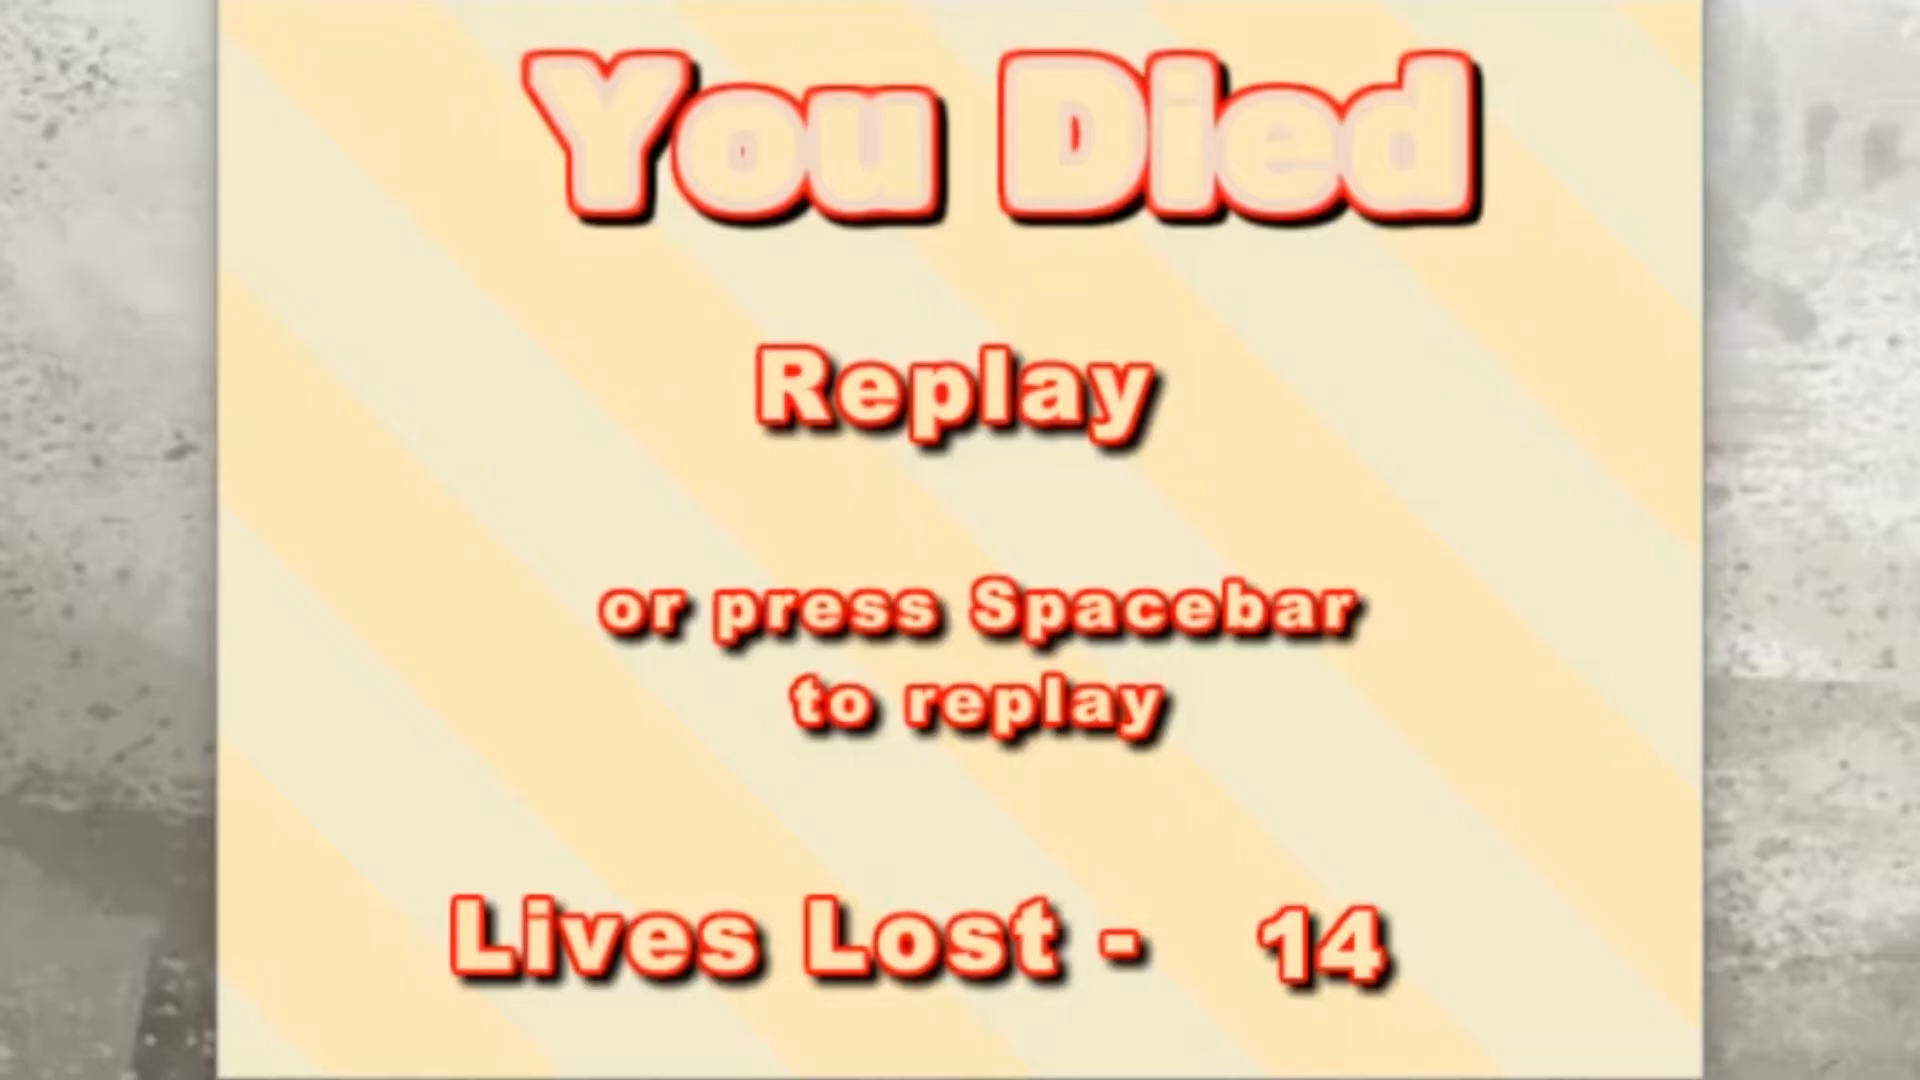 You Died
Replay
or press Spacebar
to replay
Lives Lost - 14